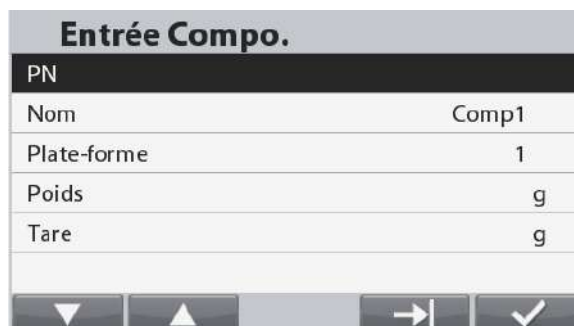 Entrée Compo.
PN
Nom Comp1
Plate-forme 1
Poids g
Tare g